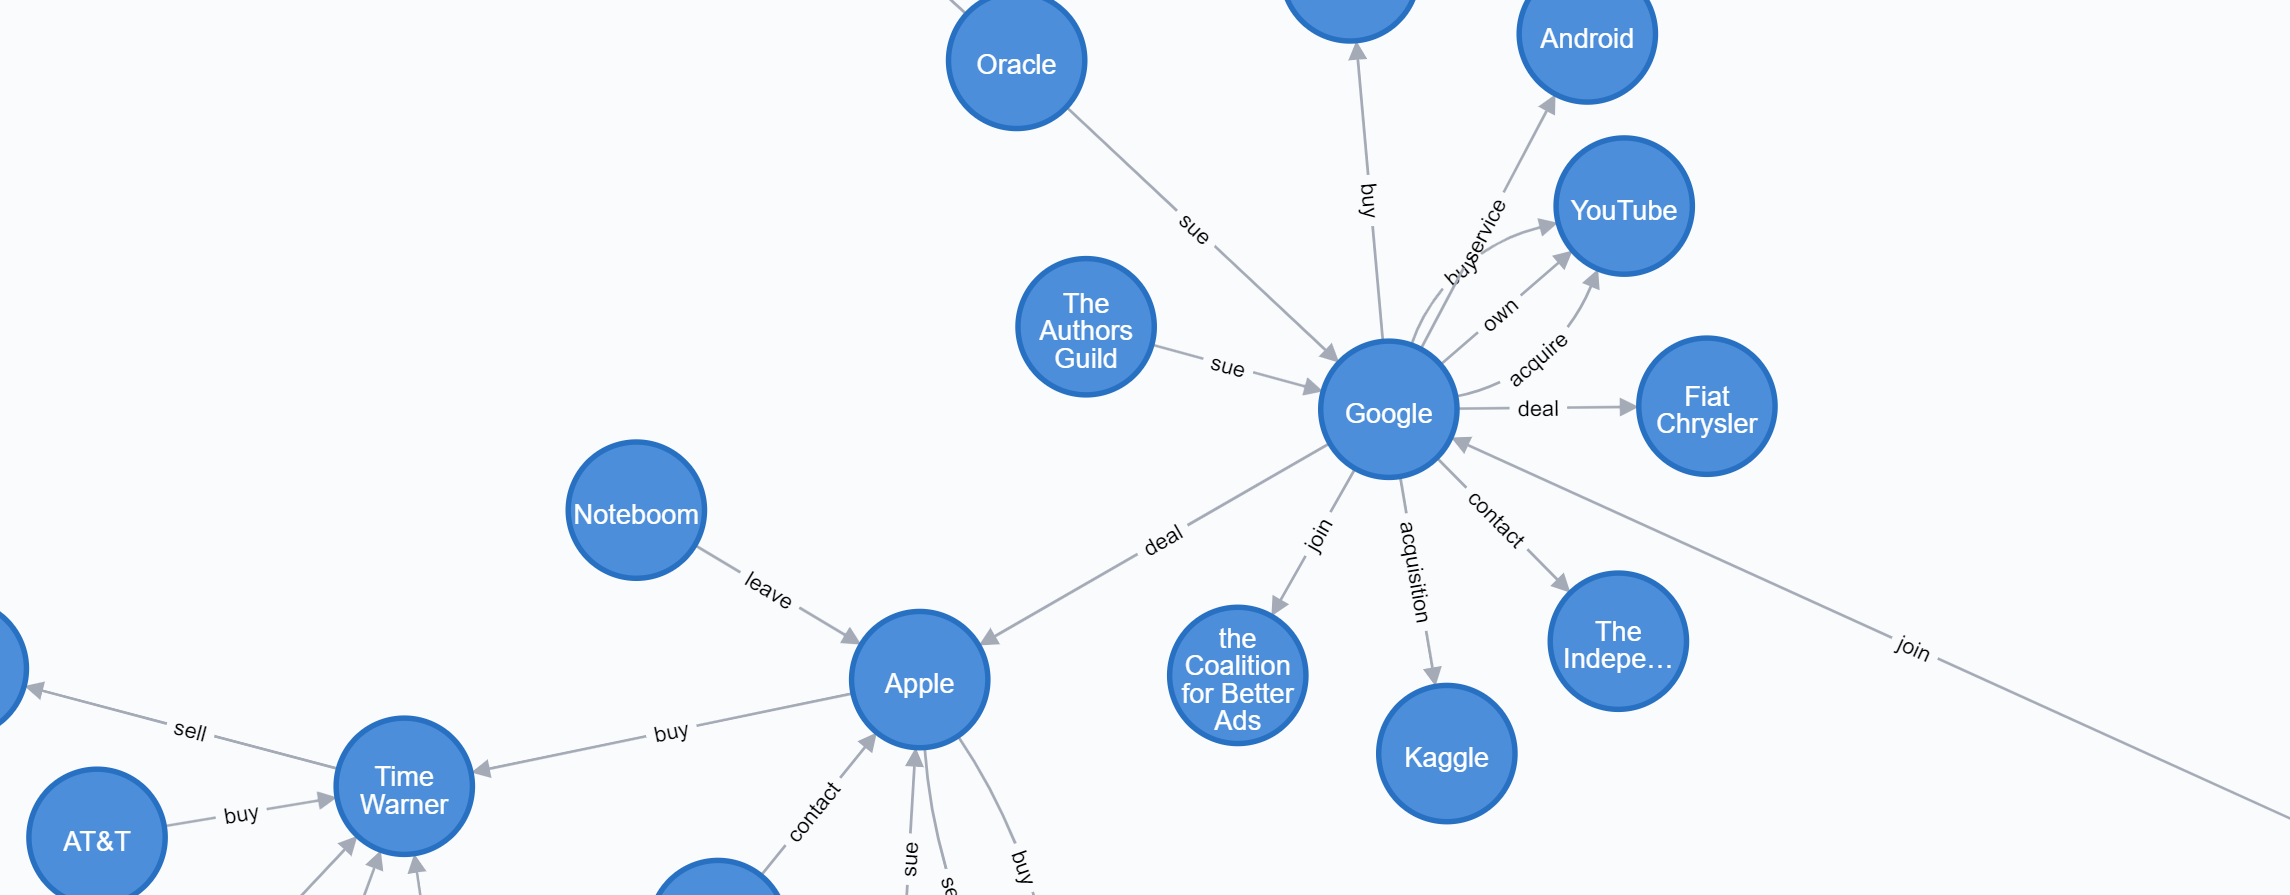 Android
Oracle
buy
service
YouTube
sue
buy
own
The
Authors
Guild
sue
acquire
Google
deal
Fiat
Chrysler
Noteboom
contact
acquisition
join
deal
leave
The
Indepe…
join
the
Coalition
for Better
Ads
Apple
sell
buy
Kaggle
Time
Warner
buy
AT&T
contact
sue
buy